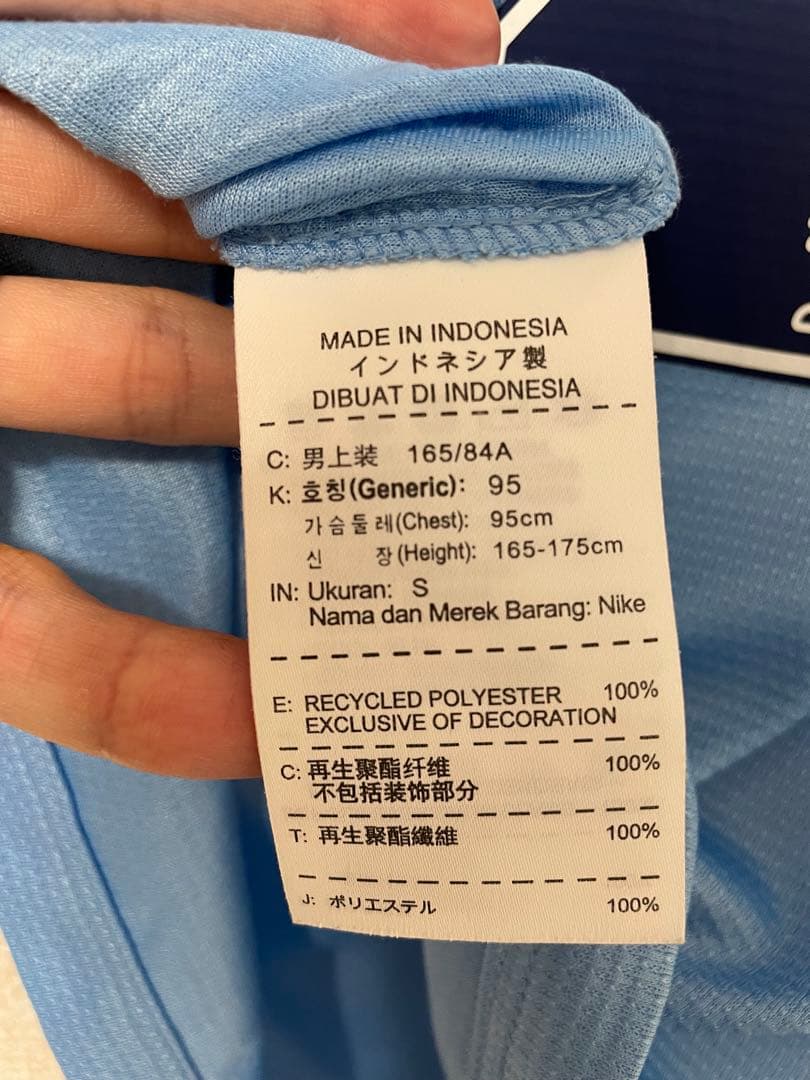 MADE IN INDONESIA
インドネシア製
DIBUAT DI INDONESIA
C: 男上装 165/84A
K: 호칭(Generic): 95
가슴둘레(Chest): 95cm
신 장(Height): 165-175cm
IN: Ukuran: S
Nama dan Merek Barang: Nike
E: RECYCLED POLYESTER 100%
EXCLUSIVE OF DECORATION
C: 再生聚酯纤维 100%
不包括装饰部分
T: 再生聚酯纖維 100%
J: ポリエステル 100%